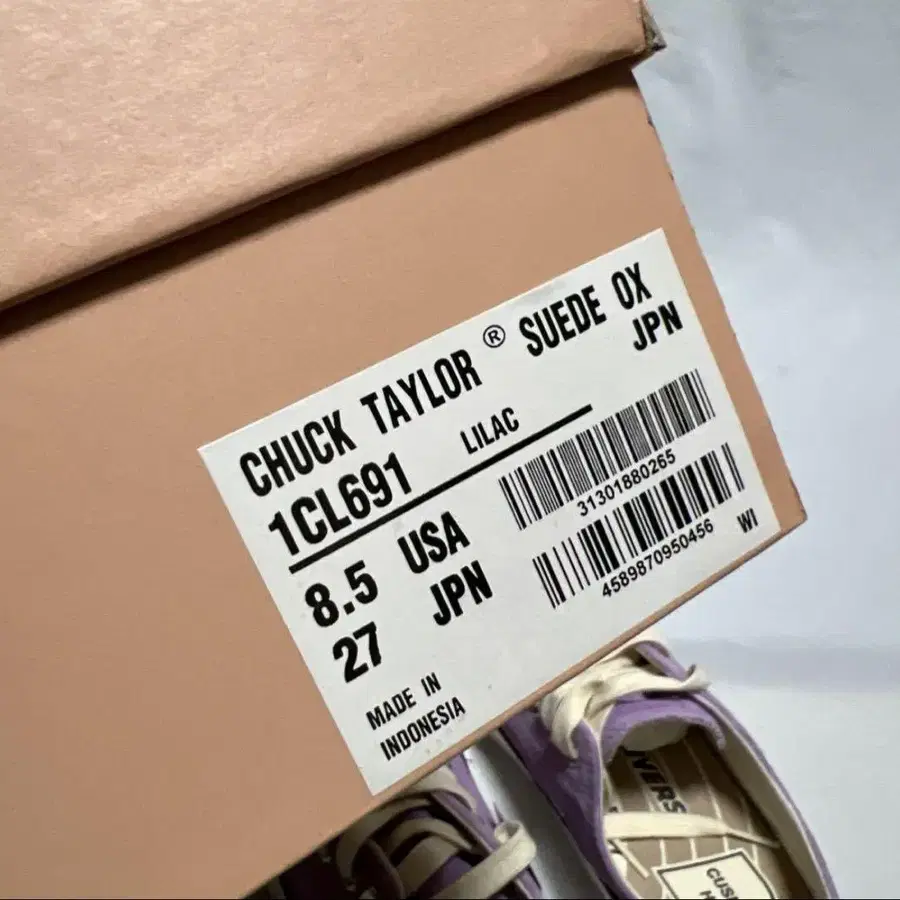 CHUCK TAYLOR® SUEDE OX
JPN
1CL691 LILAC
8.5 USA
27 JPN
MADE IN
INDONESIA
31301880265
4589870950456
WI